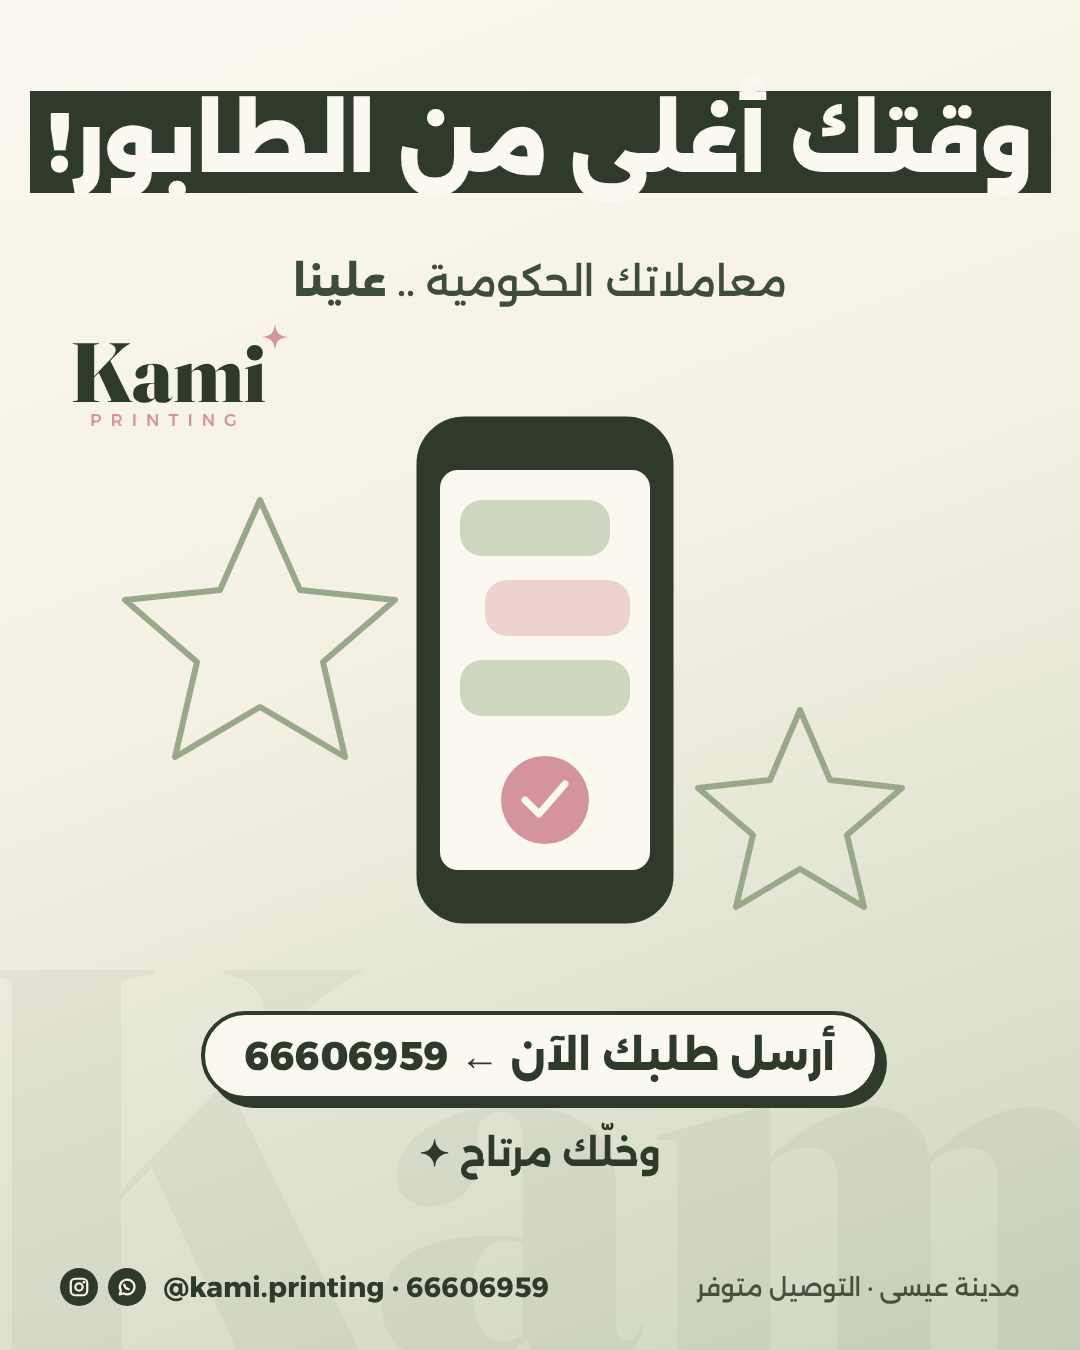 وقتك أغلى من الطابور!
معاملاتك الحكومية .. علينا
Kami
PRINTING
أرسل طلبك الآن ← 66606959
وخلّك مرتاح ✦
Kam
@kami.printing · 66606959
مدينة عيسى · التوصيل متوفر